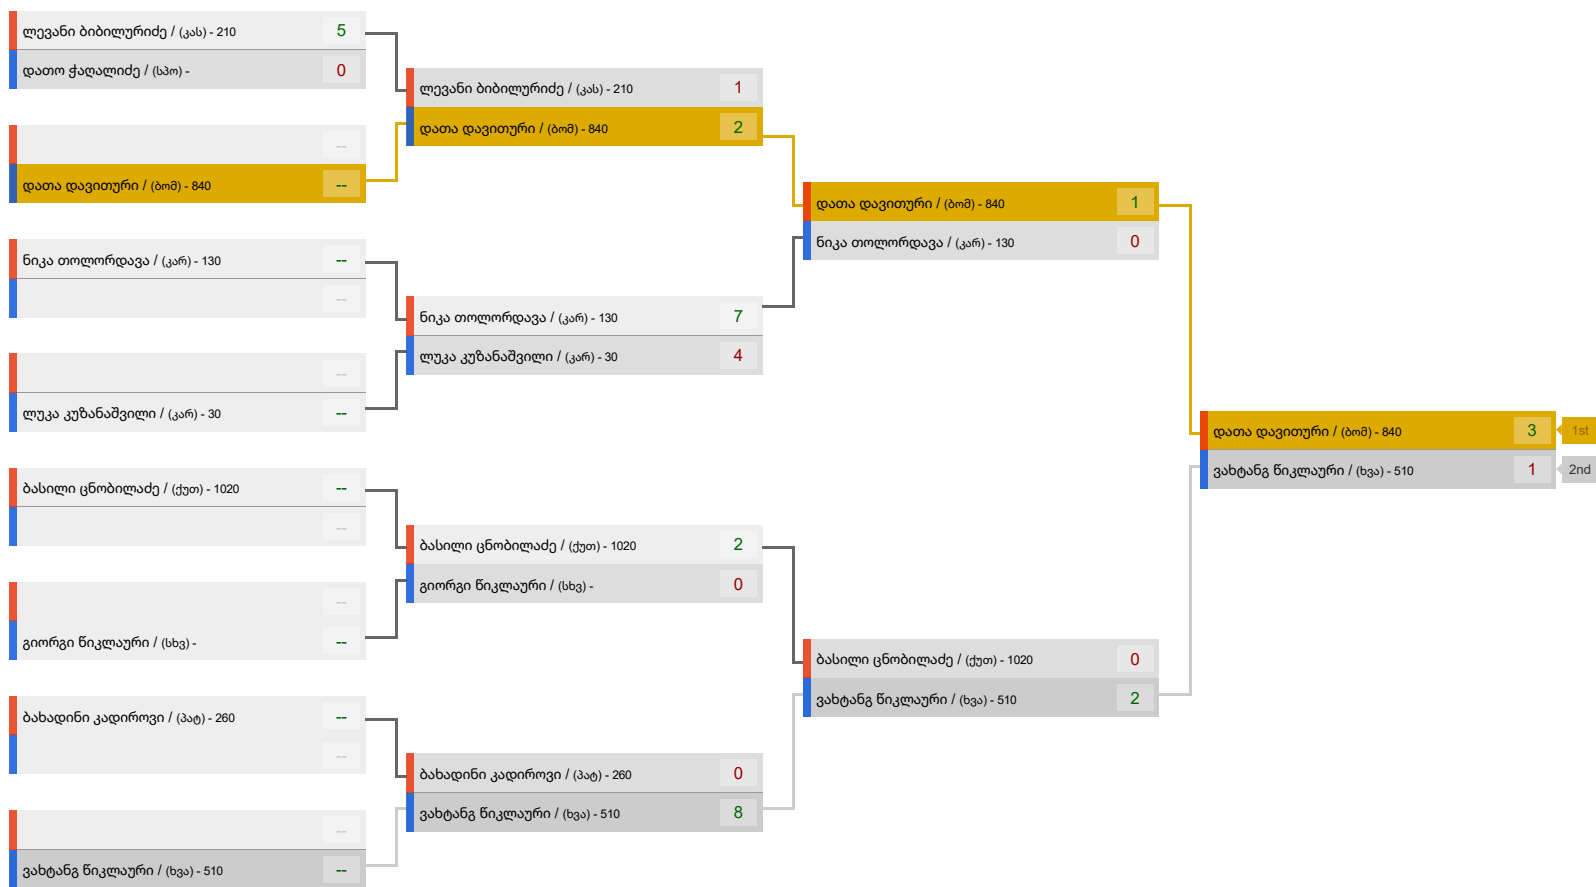 ლევანი ბიბილურიძე / (კას) - 210 5
დათო ჭაღალიძე / (სპო) - 0
--
დათა დავითური / (ბომ) - 840 --
ნიკა თოლორდავა / (კარ) - 130 --
--
--
ლუკა კუზანაშვილი / (კარ) - 30 --
ბასილი ცნობილაძე / (ქუთ) - 1020 --
--
--
გიორგი წიკლაური / (სხვ) - --
ბახადინი კადიროვი / (პატ) - 260 --
--
--
ვახტანგ წიკლაური / (ხვა) - 510 --
ლევანი ბიბილურიძე / (კას) - 210 1
დათა დავითური / (ბომ) - 840 2
ნიკა თოლორდავა / (კარ) - 130 7
ლუკა კუზანაშვილი / (კარ) - 30 4
ბასილი ცნობილაძე / (ქუთ) - 1020 2
გიორგი წიკლაური / (სხვ) - 0
ბახადინი კადიროვი / (პატ) - 260 0
ვახტანგ წიკლაური / (ხვა) - 510 8
დათა დავითური / (ბომ) - 840 1
ნიკა თოლორდავა / (კარ) - 130 0
ბასილი ცნობილაძე / (ქუთ) - 1020 0
ვახტანგ წიკლაური / (ხვა) - 510 2
დათა დავითური / (ბომ) - 840 3 1st
ვახტანგ წიკლაური / (ხვა) - 510 1 2nd